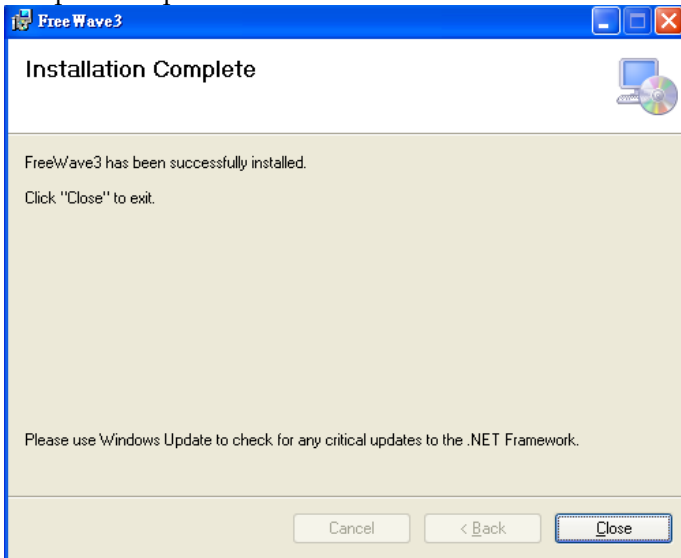 FreeWave3
Installation Complete
FreeWave3 has been successfully installed.
Click "Close" to exit.
Please use Windows Update to check for any critical updates to the .NET Framework.
Cancel
< Back
Close